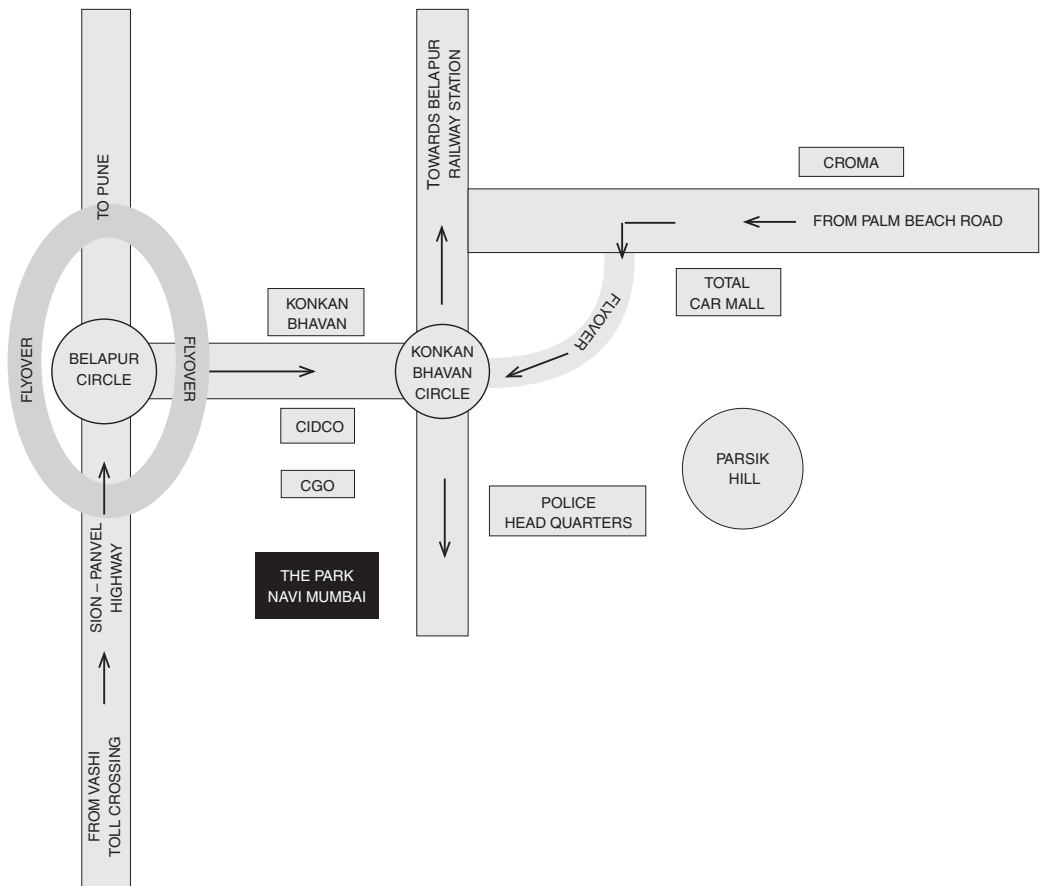 TOWARDS BELAPUR
RAILWAY STATION
TO PUNE
CROMA
FROM PALM BEACH ROAD
TOTAL
CAR MALL
FLYOVER
KONKAN
BHAVAN
FLYOVER
BELAPUR
CIRCLE
FLYOVER
KONKAN
BHAVAN
CIRCLE
CIDCO
CGO
PARSIK
HILL
POLICE
HEAD QUARTERS
SION – PANVEL
HIGHWAY
THE PARK
NAVI MUMBAI
FROM VASHI
TOLL CROSSING